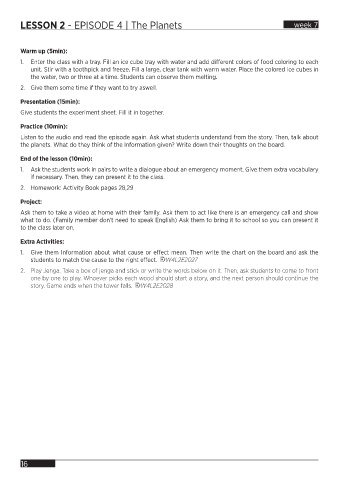 LESSON 2 - EPISODE 4 | The Planets
week 7
Warm up (5min):
1. Enter the class with a tray. Fill an ice cube tray with water and add different colors of food coloring to each
unit. Stir with a toothpick and freeze. Fill a large, clear tank with warm water. Place the colored ice cubes in
the water, two or three at a time. Students can observe them melting.
2. Give them some time if they want to try aswell.
Presentation (15min):
Give students the experiment sheet. Fill it in together.
Practice (10min):
Listen to the audio and read the episode again. Ask what students understand from the story. Then, talk about
the planets. What do they think of the information given? Write down their thoughts on the board.
End of the lesson (10min):
1. Ask the students work in pairs to write a dialogue about an emergency moment. Give them extra vocabulary
if necessary. Then, they can present it to the class.
2. Homework: Activity Book pages 28,29
Project:
Ask them to take a video at home with their family. Ask them to act like there is an emergency call and show
what to do. (Family member don't need to speak English) Ask them to bring it to school so you can present it
to the class later on.
Extra Activities:
1. Give them information about what cause or effect mean. Then write the chart on the board and ask the
students to match the cause to the right effect. W4L2E2027
2. Play Jenga. Take a box of jenga and stick or write the words below on it. Then, ask students to come to front
one by one to play. Whoever picks each wood should start a story, and the next person should continue the
story. Game ends when the tower falls. W4L2E2028
16